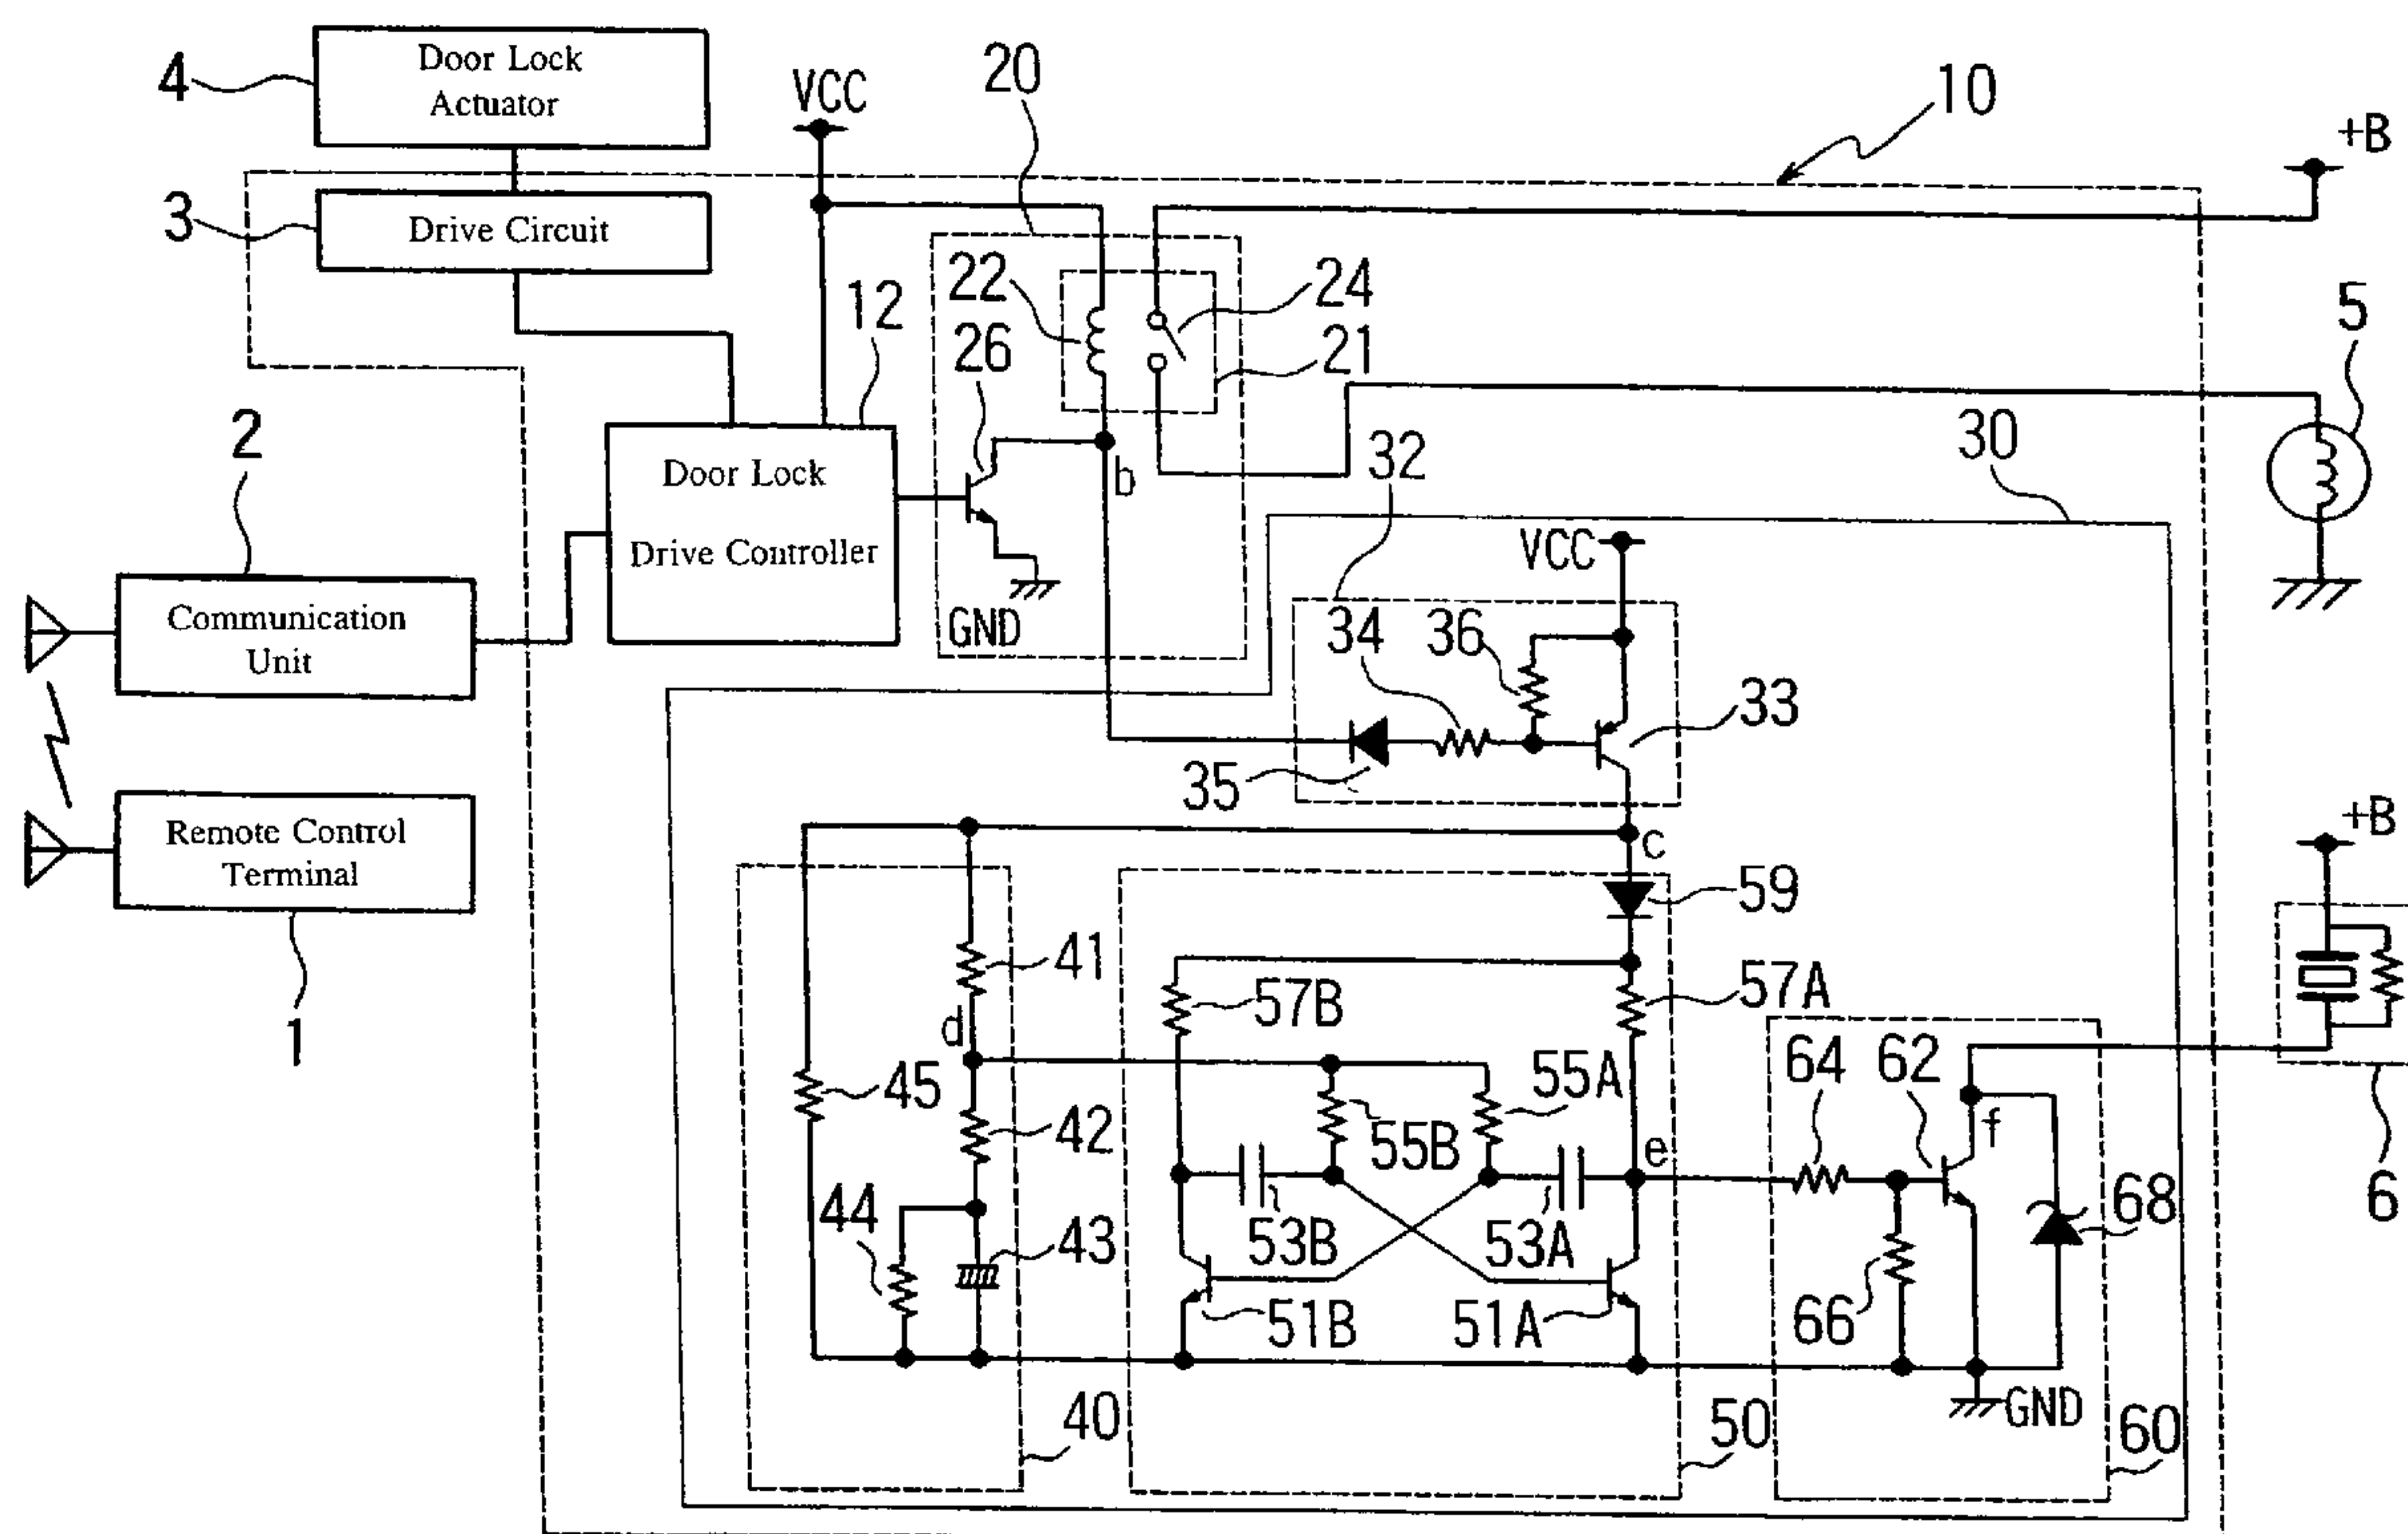 4
Door Lock
Actuator
VCC
20
10
+B
3
Drive Circuit
12
22
26
24
21
5
2
Door Lock
Drive Controller
b
32
30
VCC
Communication
Unit
GND
34
36
33
35
Remote Control
Terminal
1
c
59
+B
41
57B
57A
d
45
42
55B
55A
e
64
62
f
68
6
44
43
53B
53A
51B
51A
66
GND
40
50
60